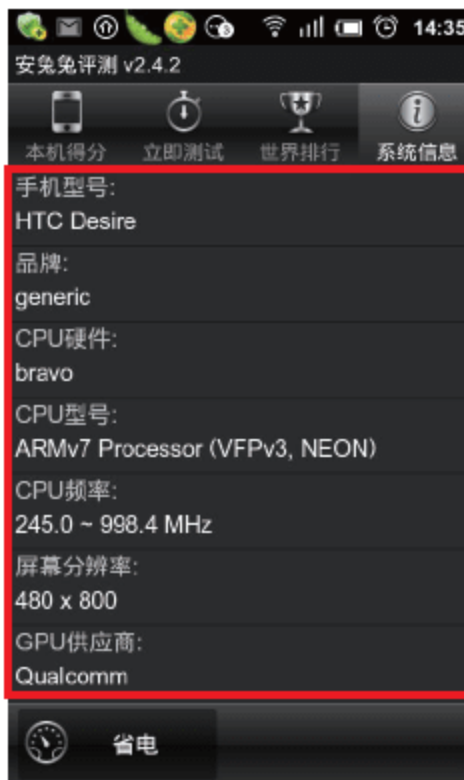 14:35
安兔兔评测 v2.4.2
本机得分 立即测试 世界排行 系统信息
手机型号:
HTC Desire
品牌:
generic
CPU硬件:
bravo
CPU型号:
ARMv7 Processor (VFPv3, NEON)
CPU频率:
245.0 ~ 998.4 MHz
屏幕分辨率:
480 x 800
GPU供应商:
Qualcomm
省电